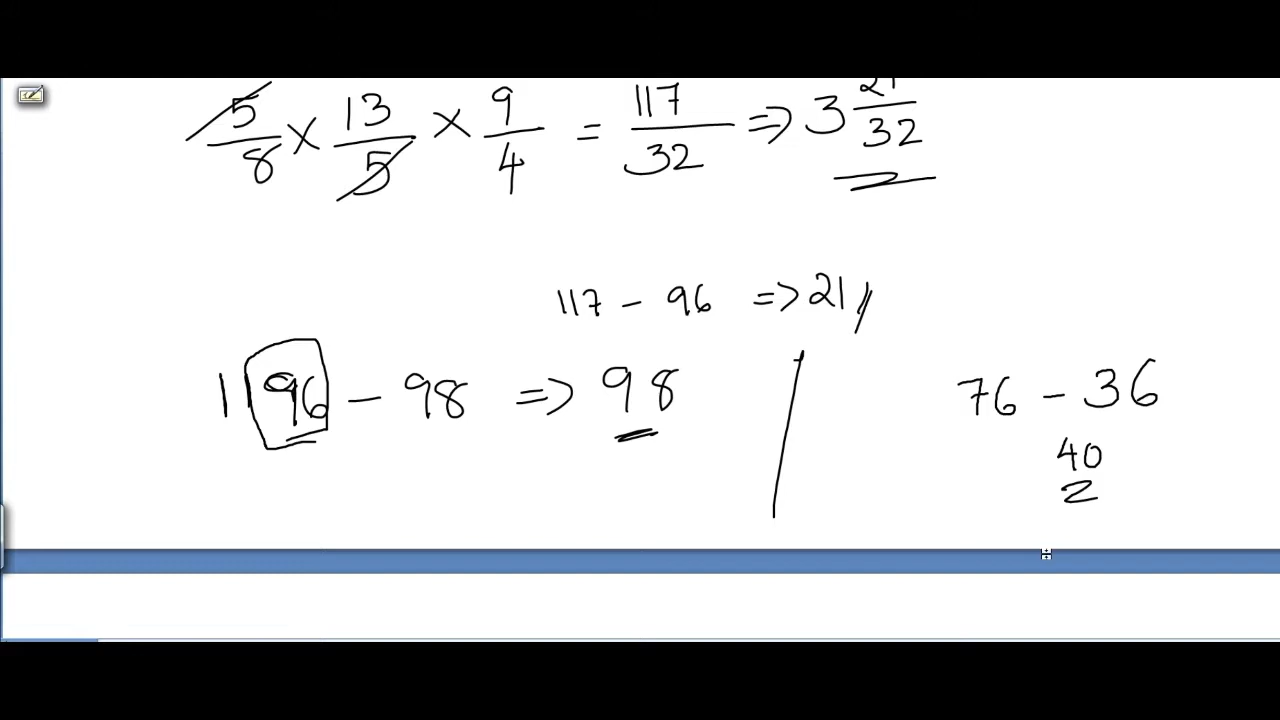 5/8 × 13/5 × 9/4 = 117/32 => 3 21/32
117 - 96 => 21
1196 - 98 => 98
76 - 36
40